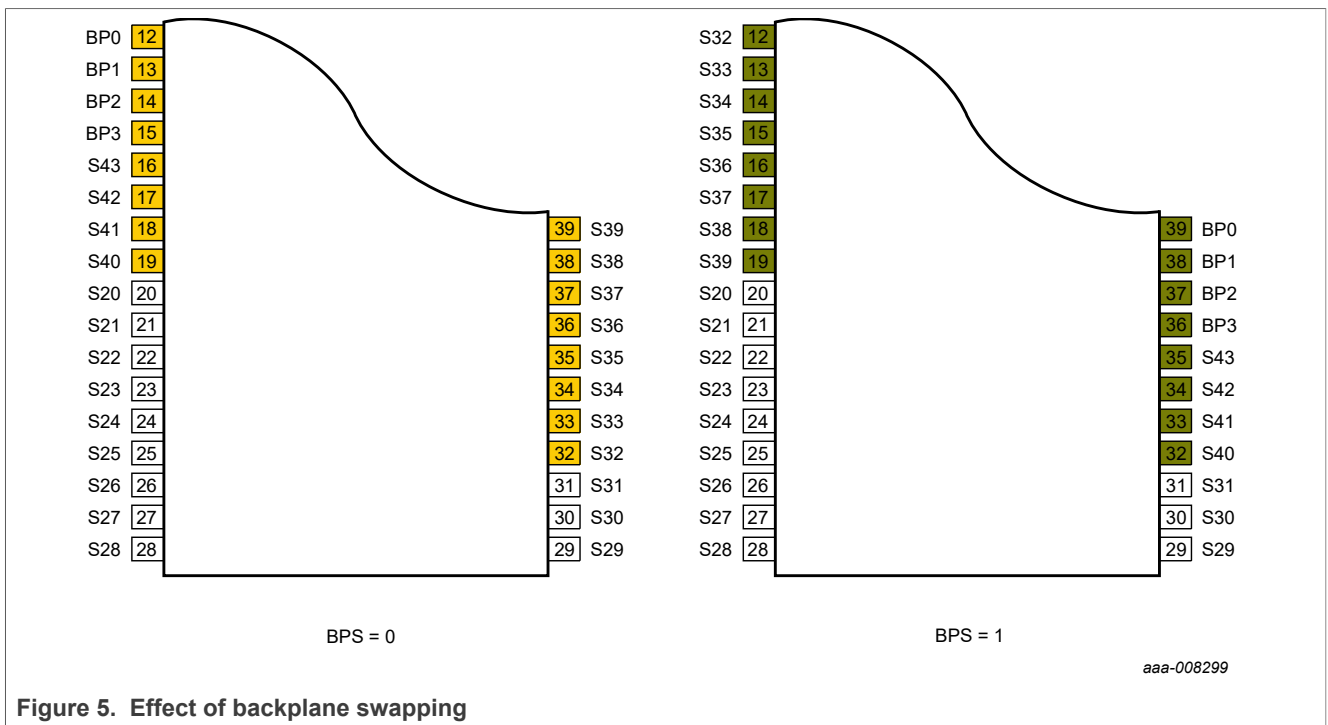 BP0 12 S32 12
BP1 13 S33 13
BP2 14 S34 14
BP3 15 S35 15
S43 16 S36 16
S42 17 S37 17
S41 18 39 S39 S38 18 39 BP0
S40 19 38 S38 S39 19 38 BP1
S20 20 37 S37 S20 20 37 BP2
S21 21 36 S36 S21 21 36 BP3
S22 22 35 S35 S22 22 35 S43
S23 23 34 S34 S23 23 34 S42
S24 24 33 S33 S24 24 33 S41
S25 25 32 S32 S25 25 32 S40
S26 26 31 S31 S26 26 31 S31
S27 27 30 S30 S27 27 30 S30
S28 28 29 S29 S28 28 29 S29
BPS = 0 BPS = 1
aaa-008299
Figure 5. Effect of backplane swapping